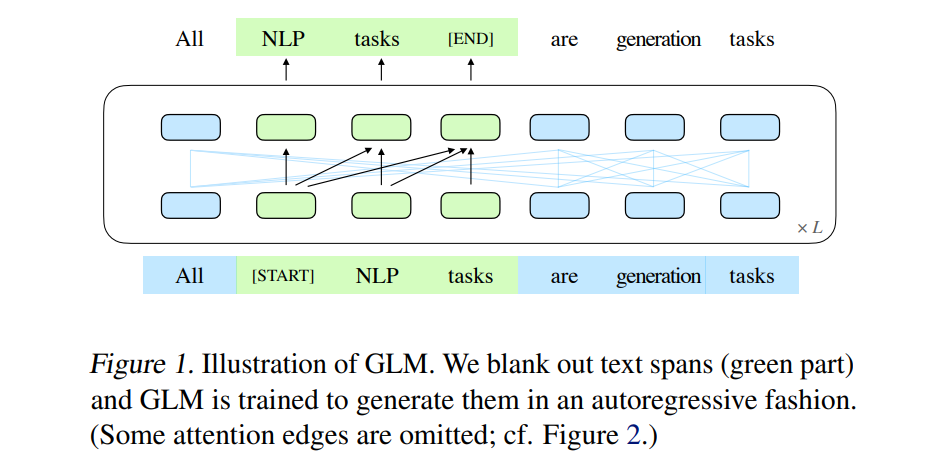 All NLP tasks [END] are generation tasks
× L
All [START] NLP tasks are generation tasks
Figure 1. Illustration of GLM. We blank out text spans (green part)
and GLM is trained to generate them in an autoregressive fashion.
(Some attention edges are omitted; cf. Figure 2.)